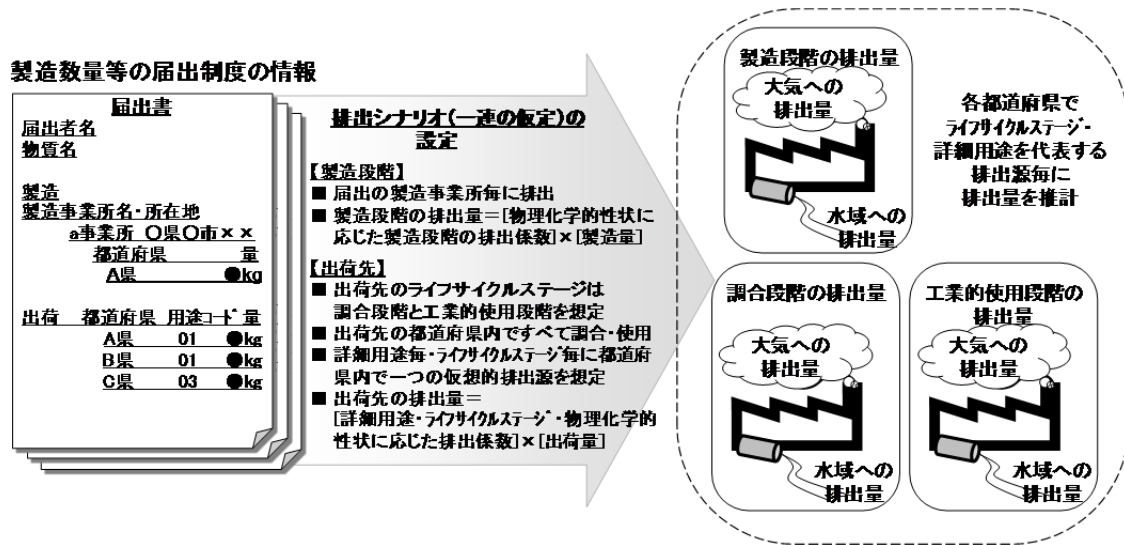 製造数量等の届出制度の情報
届出書
届出者名
物質名
製造
製造事業所名・所在地
a事業所 〇県〇市××
都道府県 量
A県 ●kg
出荷 都道府県 用途コード 量
A県 01 ●kg
B県 01 ●kg
C県 03 ●kg
排出シナリオ(一連の仮定)の
設定
【製造段階】
■ 届出の製造事業所毎に排出
■ 製造段階の排出量=[物理化学的性状に
応じた製造段階の排出係数]×[製造量]
【出荷先】
■ 出荷先のライフサイクルステージは
調合段階と工業的使用段階を想定
■ 出荷先の都道府県内ですべて調合・使用
■ 詳細用途毎・ライフサイクルステージ毎に都道府
県内で一つの仮想的排出源を想定
■ 出荷先の排出量=
[詳細用途・ライフサイクルステージ・物理化学的
性状に応じた排出係数]×[出荷量]
製造段階の排出量
大気への
排出量
水域への
排出量
各都道府県で
ライフサイクルステージ・
詳細用途を代表する
排出源毎に
排出量を推計
調合段階の排出量
大気への
排出量
水域への
排出量
工業的使用段階の
排出量
大気への
排出量
水域への
排出量